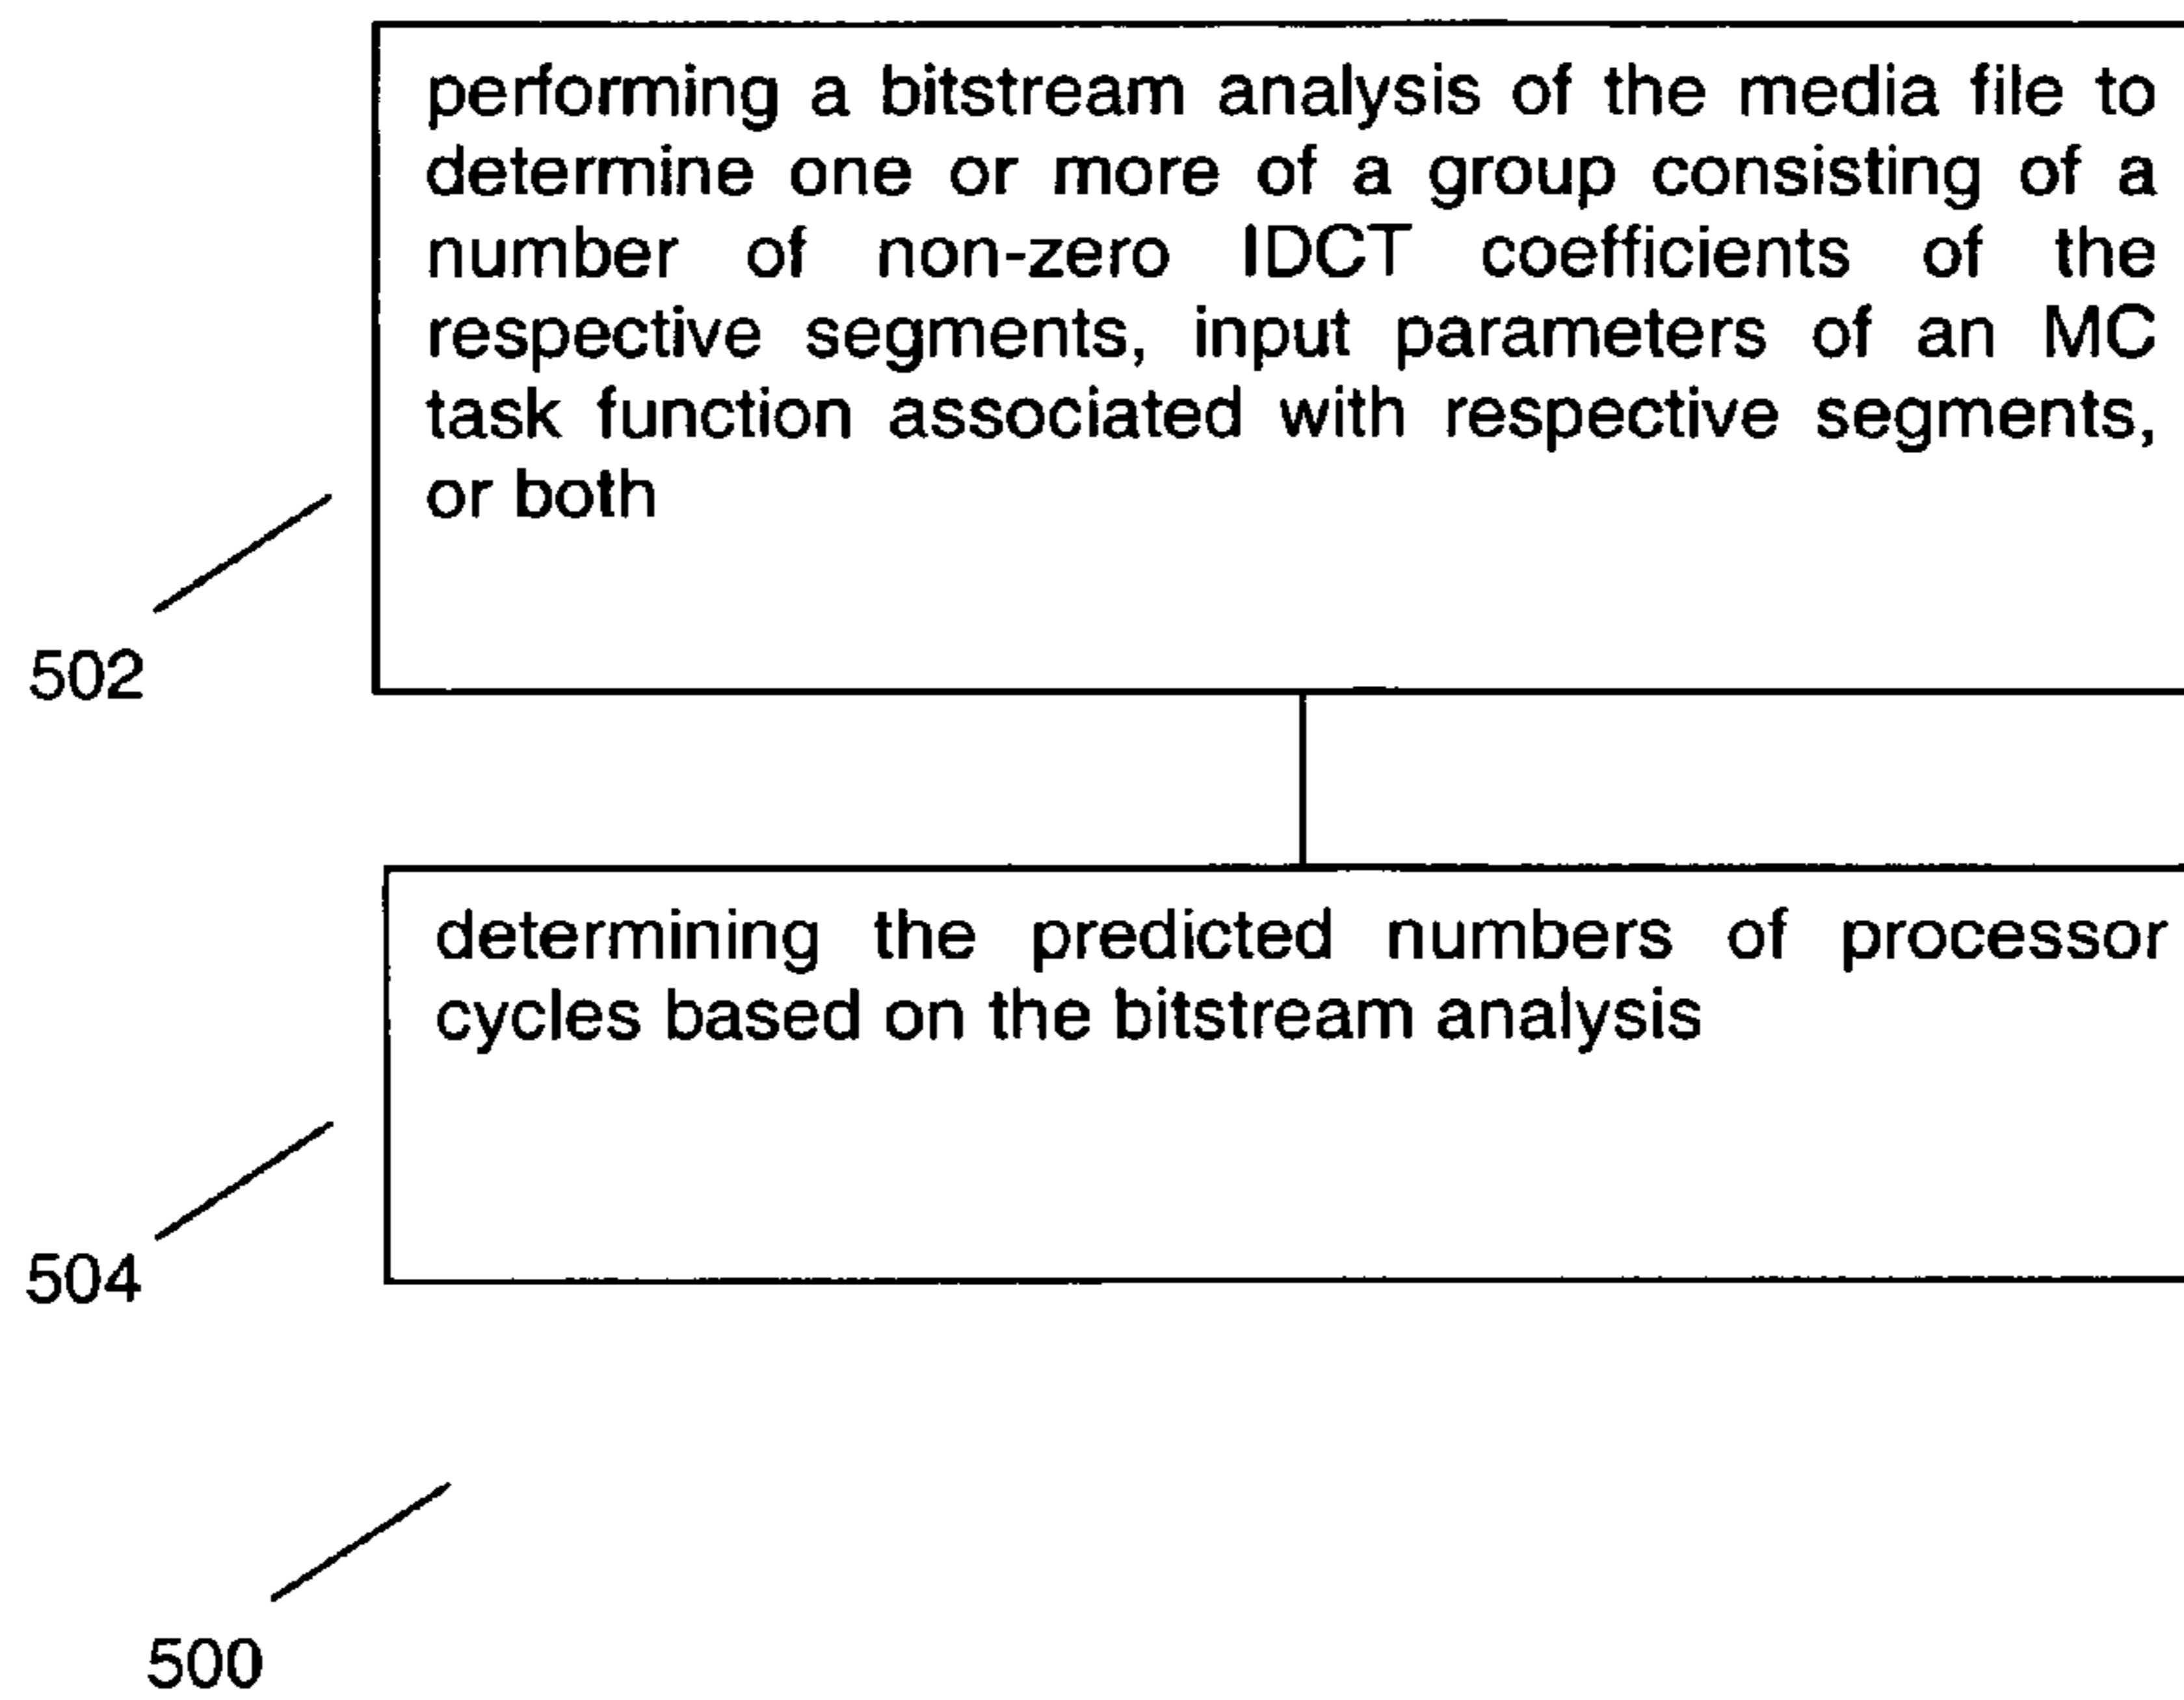 performing a bitstream analysis of the media file to
determine one or more of a group consisting of a
number of non-zero IDCT coefficients of the
respective segments, input parameters of an MC
task function associated with respective segments,
or both
502
determining the predicted numbers of processor
cycles based on the bitstream analysis
504
500